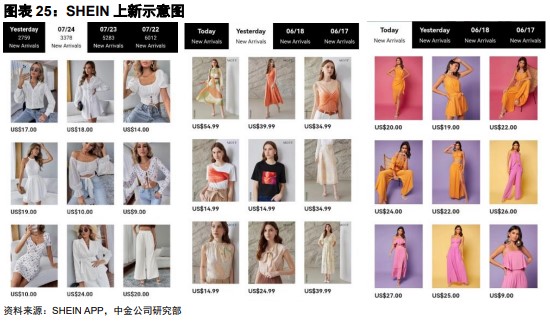 图表 25：SHEIN 上新示意图
Yesterday 07/24 07/23 07/22
2759 3378 5283 6012
New Arrivals New Arrivals New Arrivals New Arrivals
US$17.00 US$18.00 US$14.00
US$19.00 US$10.00 US$9.00
US$10.00 US$24.00 US$20.00
Today Yesterday 06/18 06/17
New Arrivals New Arrivals New Arrivals New Arrivals
US$54.99 US$39.99 US$34.99
US$14.99 US$14.99 US$34.99
US$14.99 US$24.99 US$39.99
Today Yesterday 06/18 06/17
New Arrivals New Arrivals New Arrivals New Arrivals
US$20.00 US$19.00 US$22.00
US$24.00 US$22.00 US$26.00
US$27.00 US$25.00 US$9.00
资料来源：SHEIN APP，中金公司研究部